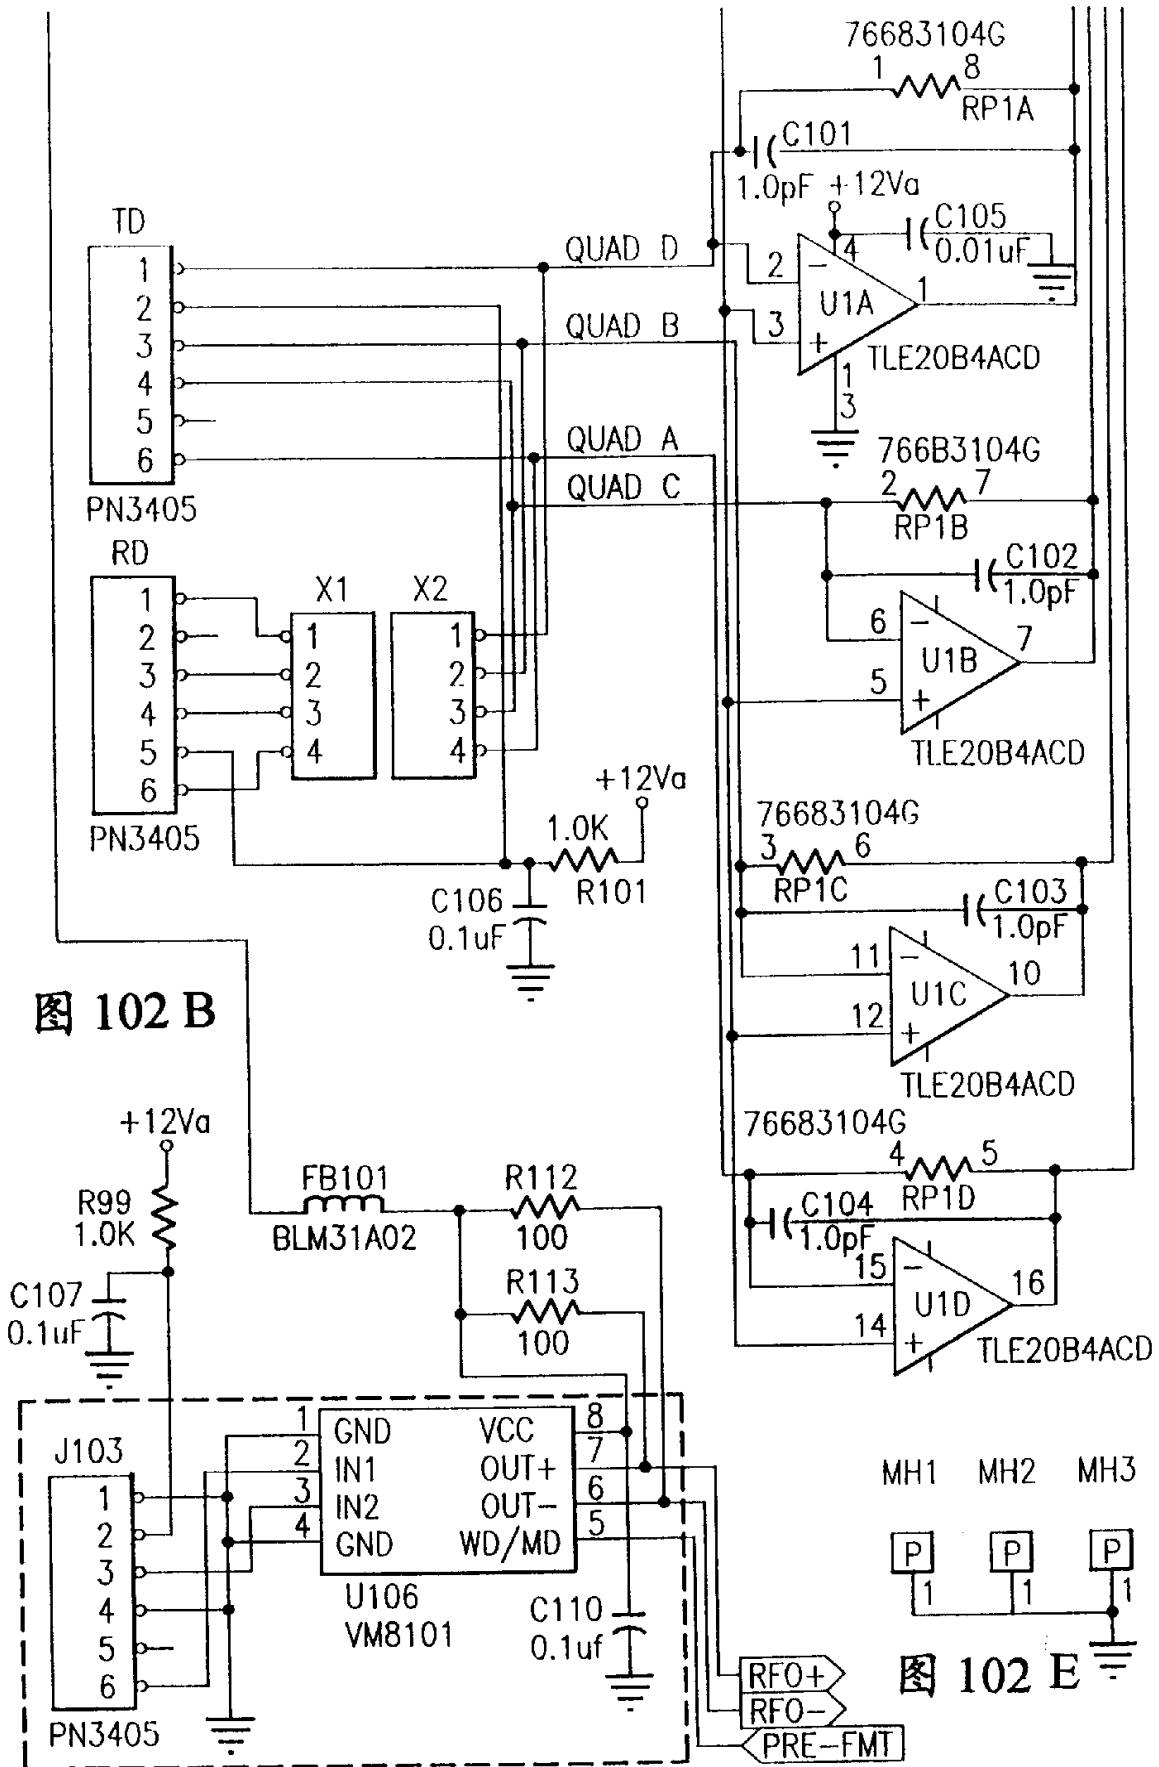 76683104G
1 8
RP1A
C101
1.0pF +12Va
TD
C105
0.01uF
4
QUAD D
1
2
3
4
5
6
2
3
U1A
1
TLE20B4ACD
1
3
QUAD B
QUAD A
QUAD C
PN3405
766B3104G
2 7
RP1B
C102
1.0pF
6
5
U1B
7
TLE20B4ACD
RD
1
2
3
4
5
6
PN3405
X1
1
2
3
4
X2
1
2
3
4
+12Va
1.0K
R101
C106
0.1uF
76683104G
3 6
RP1C
C103
1.0pF
11
12
U1C
10
TLE20B4ACD
图 102 B
76683104G
4 5
RP1D
C104
1.0pF
15
14
U1D
16
TLE20B4ACD
+12Va
R99
1.0K
C107
0.1uF
FB101
BLM31A02
R112
100
R113
100
J103
1
2
3
4
5
6
PN3405
1 GND
2 IN1
3 IN2
4 GND
VCC 8
OUT+ 7
OUT- 6
WD/MD 5
U106
VM8101
C110
0.1uf
MH1 MH2 MH3
P P P
1 1 1
图 102 E
RFO+
RFO-
PRE-FMT